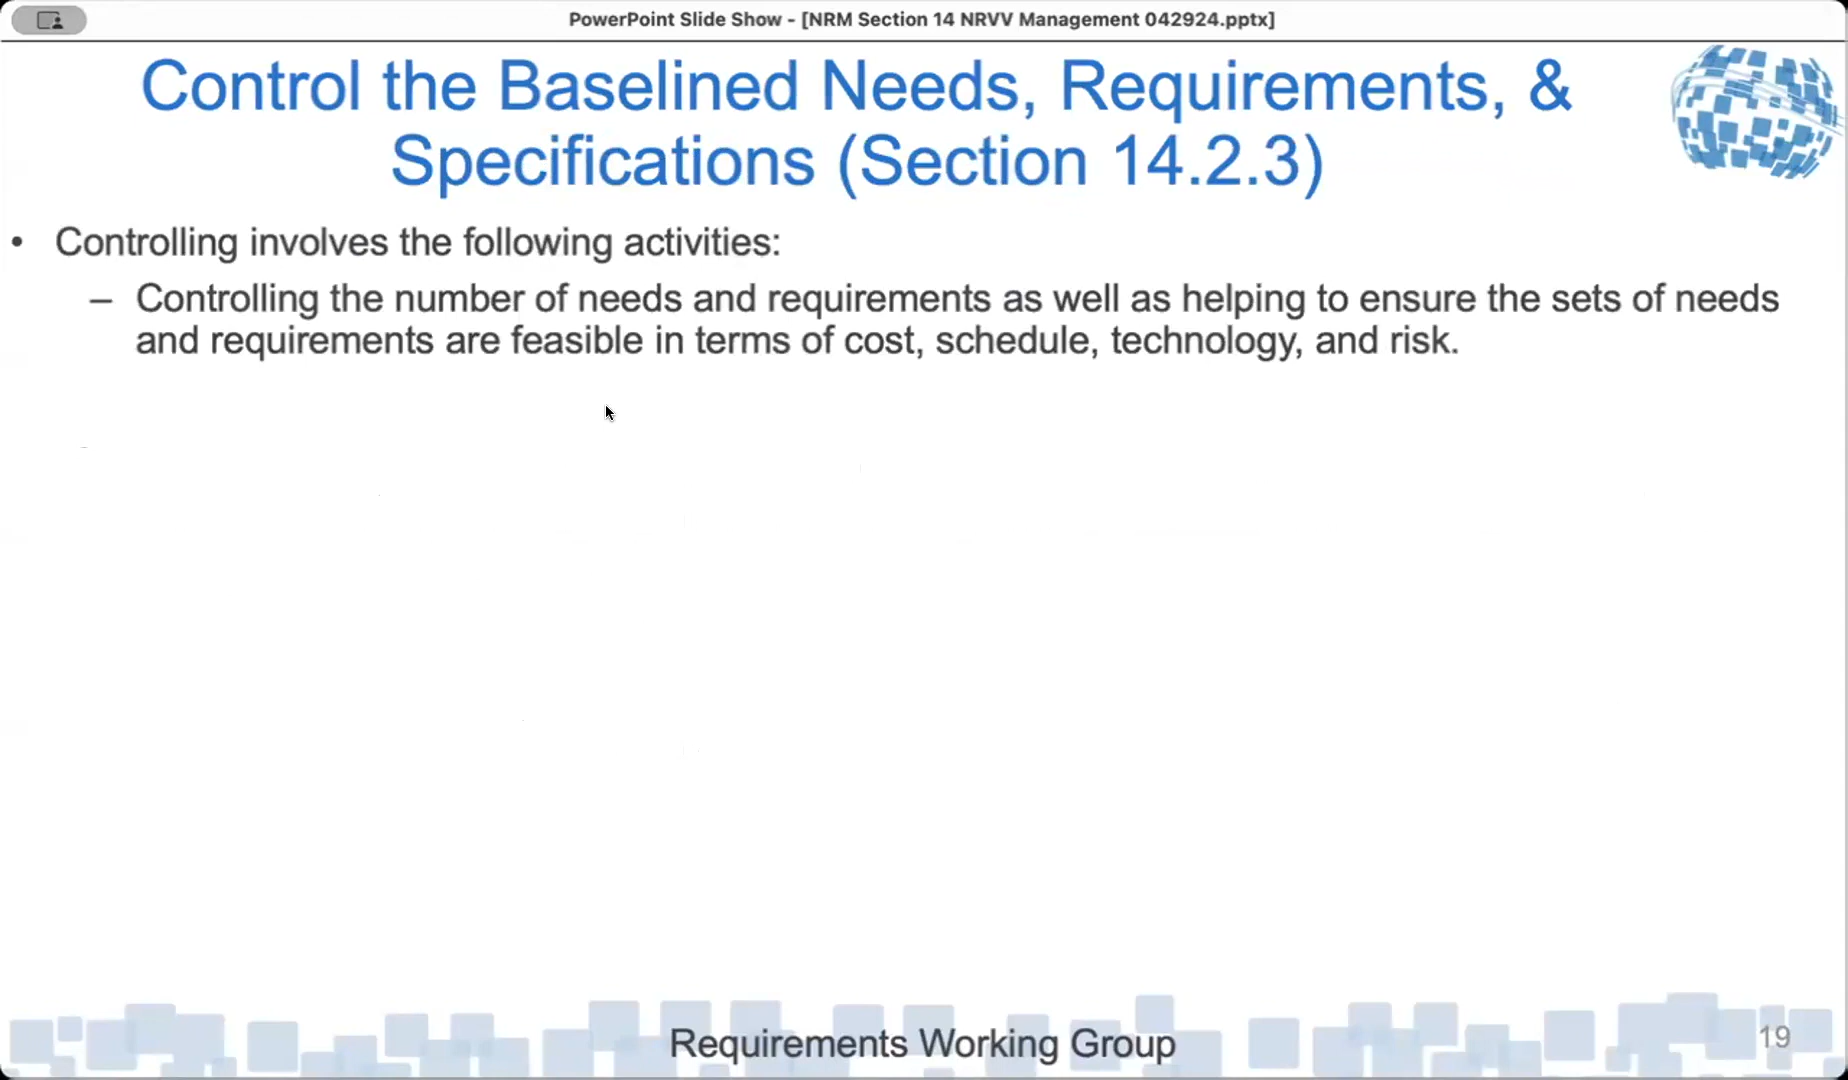 PowerPoint Slide Show - [NRM Section 14 NRVV Management 042924.pptx]
Control the Baselined Needs, Requirements, &
Specifications (Section 14.2.3)
• Controlling involves the following activities:
– Controlling the number of needs and requirements as well as helping to ensure the sets of needs
and requirements are feasible in terms of cost, schedule, technology, and risk.
Requirements Working Group
19